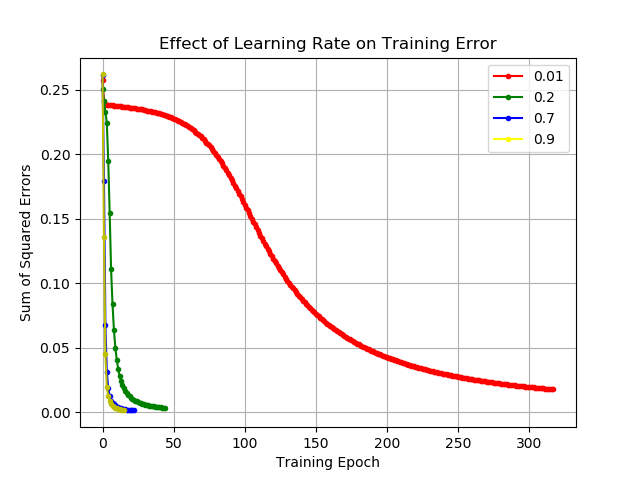 Effect of Learning Rate on Training Error
Sum of Squared Errors
0.25
0.20
0.15
0.10
0.05
0.00
0.01
0.2
0.7
0.9
0 50 100 150 200 250 300
Training Epoch